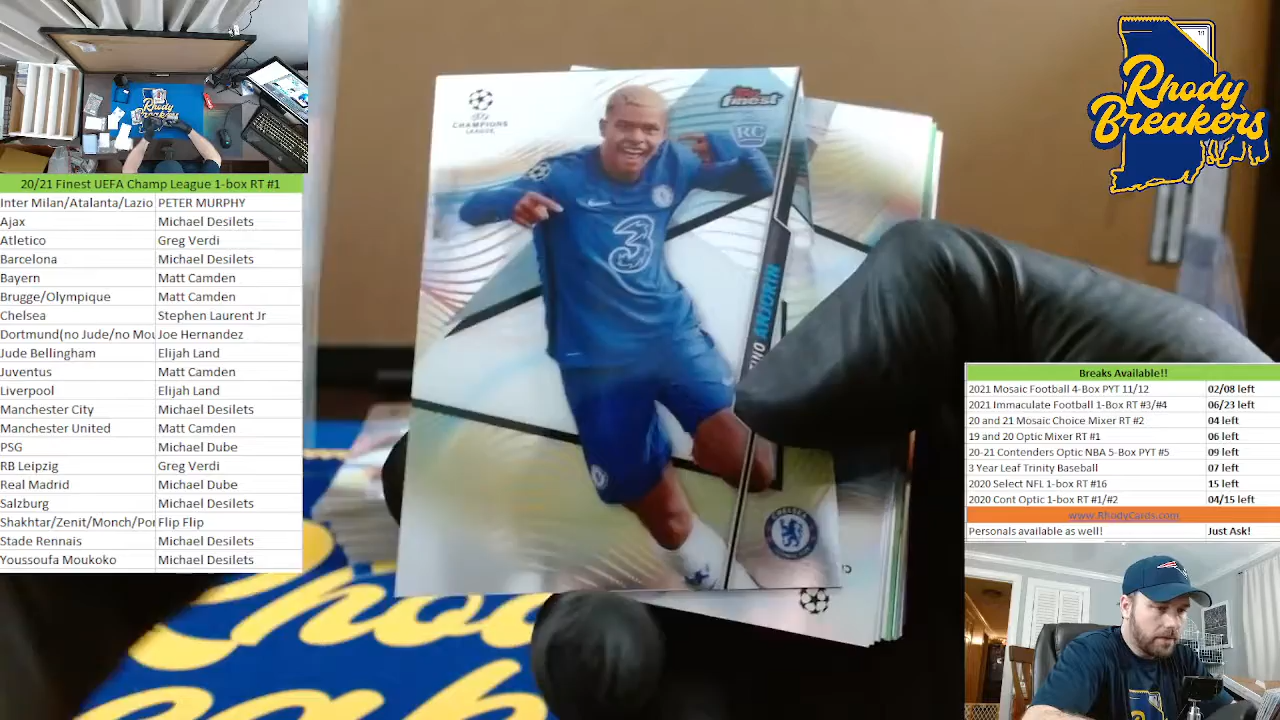 20/21 Finest UEFA Champ League 1-box RT #1
Inter Milan/Atalanta/Lazio PETER MURPHY
Ajax Michael Desilets
Atletico Greg Verdi
Barcelona Michael Desilets
Bayern Matt Camden
Brugge/Olympique Matt Camden
Chelsea Stephen Laurent Jr
Dortmund(no Jude/no Mou Joe Hernandez
Jude Bellingham Elijah Land
Juventus Matt Camden
Liverpool Elijah Land
Manchester City Michael Desilets
Manchester United Matt Camden
PSG Michael Dube
RB Leipzig Greg Verdi
Real Madrid Michael Dube
Salzburg Michael Desilets
Shakhtar/Zenit/Monch/Por Flip Flip
Stade Rennais Michael Desilets
Youssoufa Moukoko Michael Desilets
CHAMPIONS
LEAGUE
Topps
finest
RC
3
INO ANJORIN
CHELSEA
Rhody
Breakers
Rhody
Breakers!!
Breaks Available!!
2021 Mosaic Football 4-Box PYT 11/12 02/08 left
2021 Immaculate Football 1-Box RT #3/#4 06/23 left
20 and 21 Mosaic Choice Mixer RT #2 04 left
19 and 20 Optic Mixer RT #1 06 left
20-21 Contenders Optic NBA 5-Box PYT #5 09 left
3 Year Leaf Trinity Baseball 07 left
2020 Select NFL 1-box RT #16 15 left
2020 Cont Optic 1-box RT #1/#2 04/15 left
www.RhodyCards.com
Personals available as well! Just Ask!